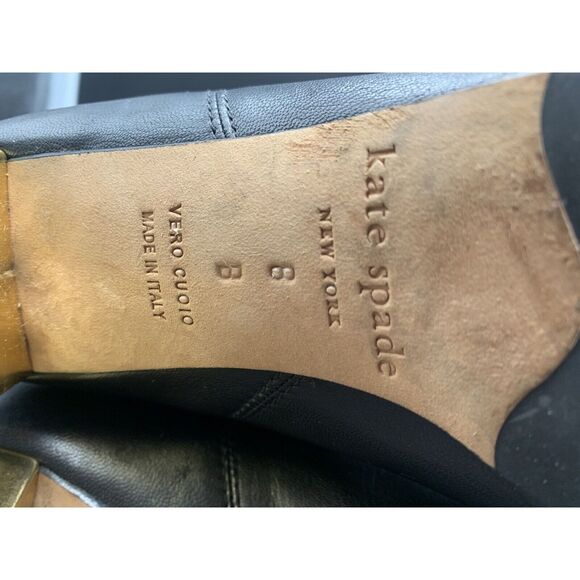 kate spade
NEW YORK
8
B
VERO CUOIO
MADE IN ITALY